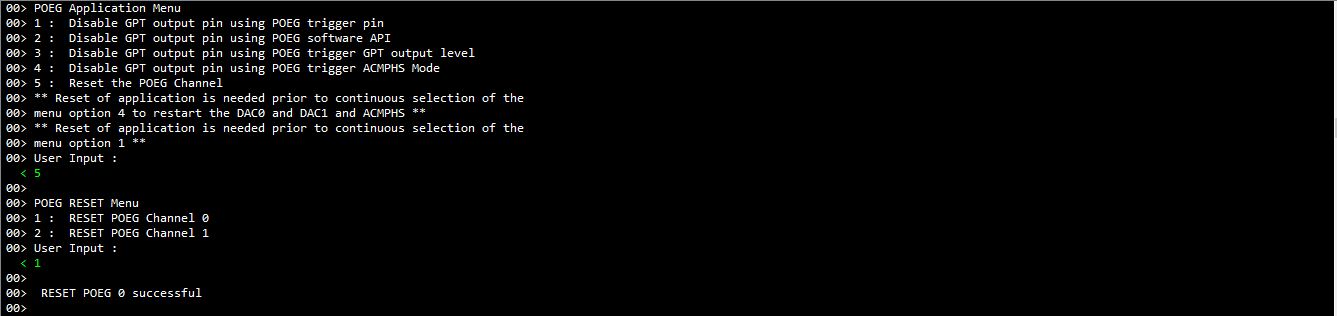 00> POEG Application Menu
00> 1 :  Disable GPT output pin using POEG trigger pin
00> 2 :  Disable GPT output pin using POEG software API
00> 3 :  Disable GPT output pin using POEG trigger GPT output level
00> 4 :  Disable GPT output pin using POEG trigger ACMPHS Mode
00> 5 :  Reset the POEG Channel
00> ** Reset of application is needed prior to continuous selection of the
00> menu option 4 to restart the DAC0 and DAC1 and ACMPHS **
00> ** Reset of application is needed prior to continuous selection of the
00> menu option 1 **
00> User Input :
< 5
00>
00> POEG RESET Menu
00> 1 :  RESET POEG Channel 0
00> 2 :  RESET POEG Channel 1
00> User Input :
< 1
00>
00>  RESET POEG 0 successful
00>